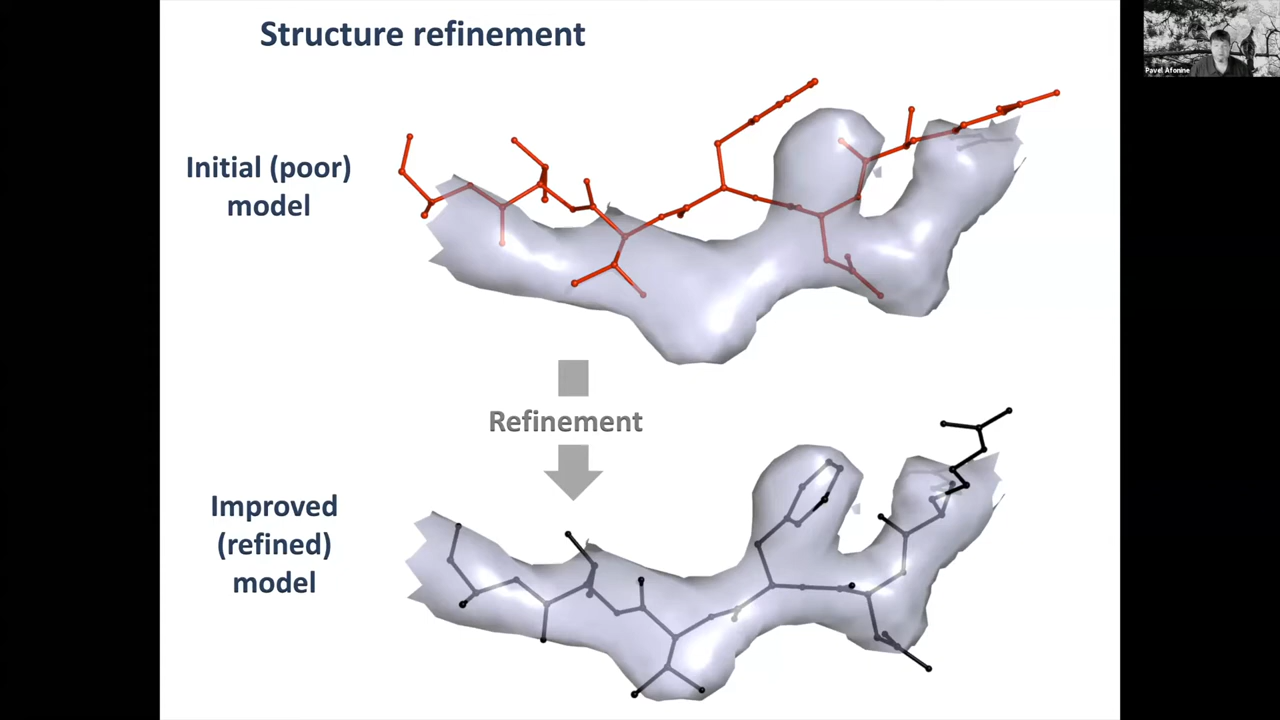 Structure refinement
Pavel Afonine
Initial (poor)
model
Refinement
Improved
(refined)
model